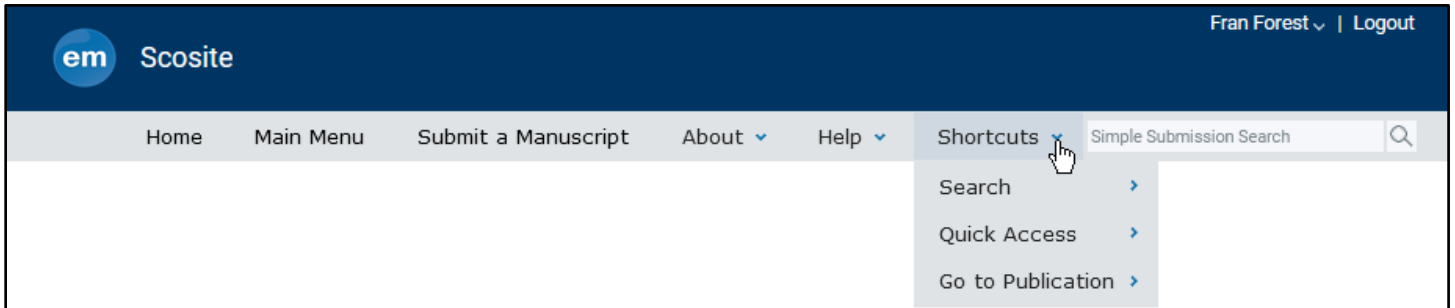 Fran Forest | Logout
em Scosite
Home Main Menu Submit a Manuscript About Help Shortcuts Simple Submission Search
Search
Quick Access
Go to Publication